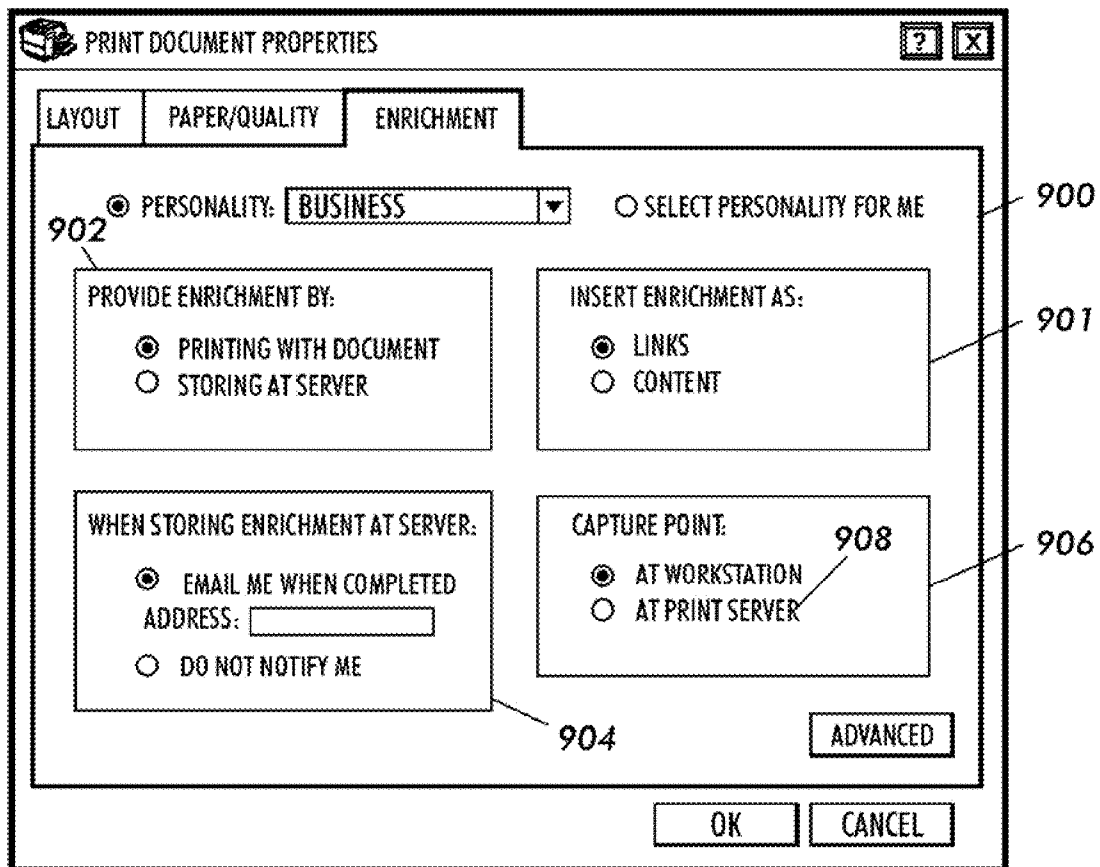 PRINT DOCUMENT PROPERTIES
? X
LAYOUT PAPER/QUALITY ENRICHMENT
PERSONALITY: BUSINESS SELECT PERSONALITY FOR ME
900
902
PROVIDE ENRICHMENT BY:
PRINTING WITH DOCUMENT
STORING AT SERVER
INSERT ENRICHMENT AS:
LINKS
CONTENT
901
WHEN STORING ENRICHMENT AT SERVER:
EMAIL ME WHEN COMPLETED
ADDRESS:
DO NOT NOTIFY ME
904
CAPTURE POINT:
908
AT WORKSTATION
AT PRINT SERVER
906
ADVANCED
OK CANCEL